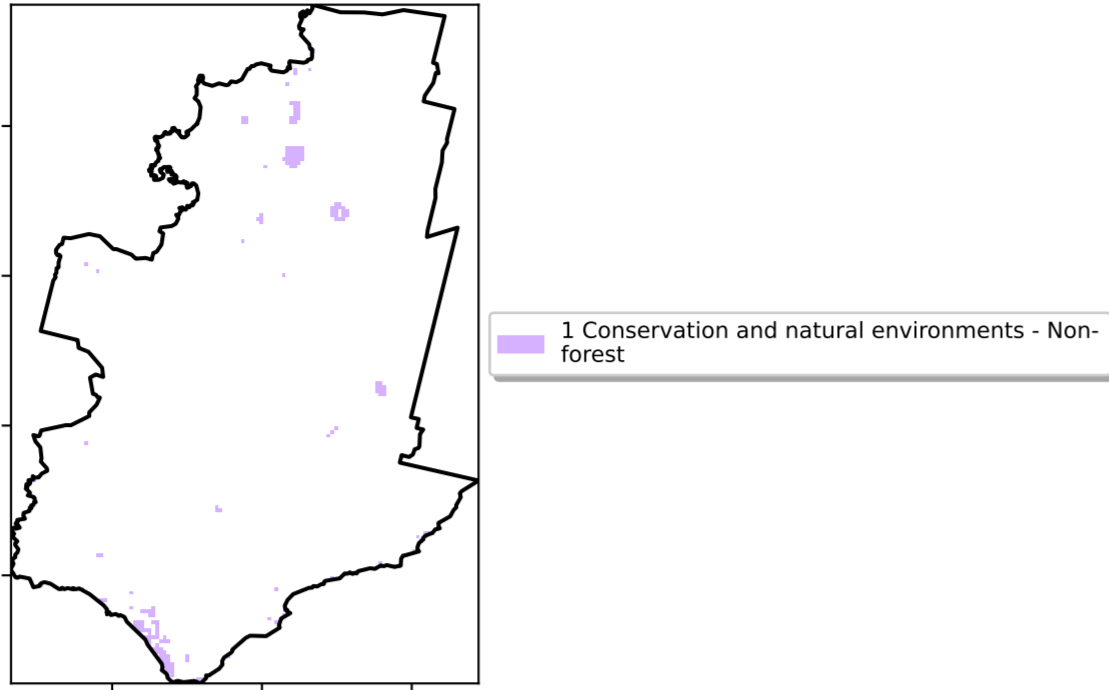 1 Conservation and natural environments - Non-
forest